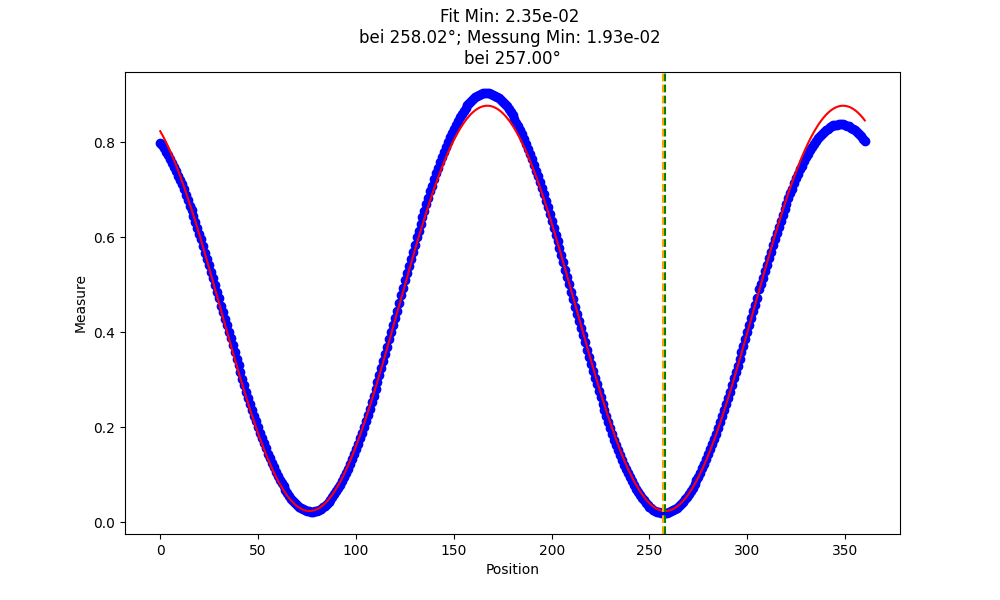 Fit Min: 2.35e-02
bei 258.02°; Messung Min: 1.93e-02
bei 257.00°
Measure
0.8
0.6
0.4
0.2
0.0
0 50 100 150 200 250 300 350
Position